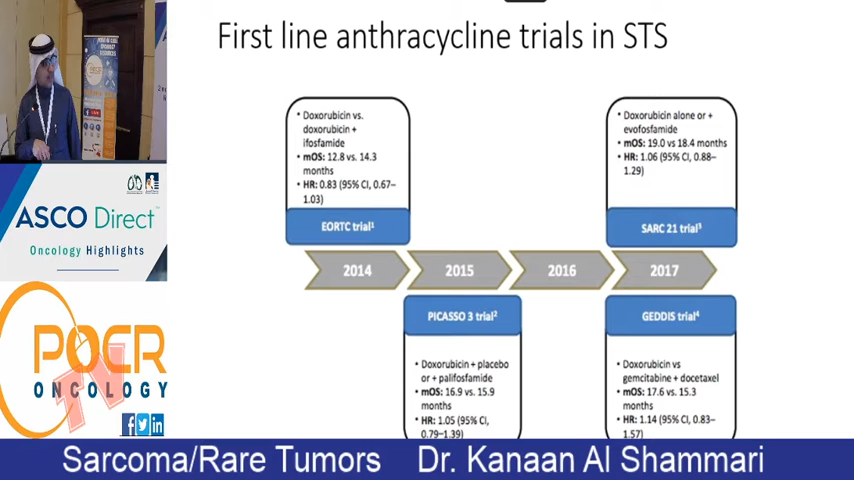 First line anthracycline trials in STS
• Doxorubicin vs.
doxorubicin +
ifosfamide
• mOS: 12.8 vs. 14.3
months
• HR: 0.83 (95% CI, 0.67–
1.03)
EORTC trial¹
• Doxorubicin alone or +
evofosfamide
• mOS: 19.0 vs 18.4 months
• HR: 1.06 (95% CI, 0.88–
1.29)
SARC 21 trial³
2014
2015
2016
2017
PICASSO 3 trial²
• Doxorubicin + placebo
or + palifosfamide
• mOS: 16.9 vs. 15.9
months
• HR: 1.05 (95% CI,
0.79–1.39)
GEDDIS trial⁴
• Doxorubicin vs
gemcitabine + docetaxel
• mOS: 17.6 vs. 15.3
months
• HR: 1.14 (95% CI, 0.83–
1.57)
ASCO Direct™
Oncology Highlights
POCR
ONCOLOGY
TV
Sarcoma/Rare Tumors Dr. Kanaan Al Shammari